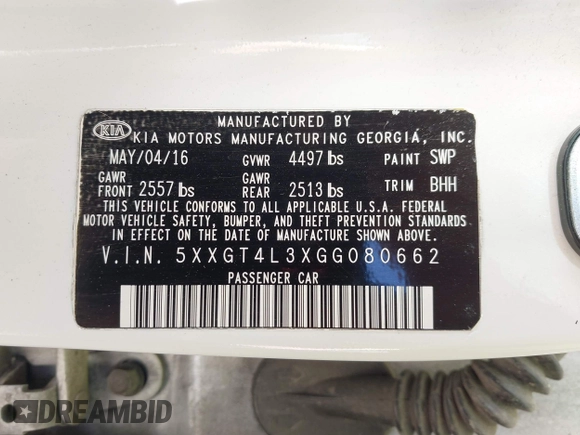 MANUFACTURED BY
KIA KIA MOTORS MANUFACTURING GEORGIA, INC.
MAY/04/16 GVWR 4497 lbs PAINT SWP
GAWR FRONT 2557 lbs GAWR REAR 2513 lbs TRIM BHH
THIS VEHICLE CONFORMS TO ALL APPLICABLE U.S.A. FEDERAL
MOTOR VEHICLE SAFETY, BUMPER, AND THEFT PREVENTION STANDARDS
IN EFFECT ON THE DATE OF MANUFACTURE SHOWN ABOVE.
V.I.N. 5XXGT4L3XGG080662
PASSENGER CAR
DREAMBID